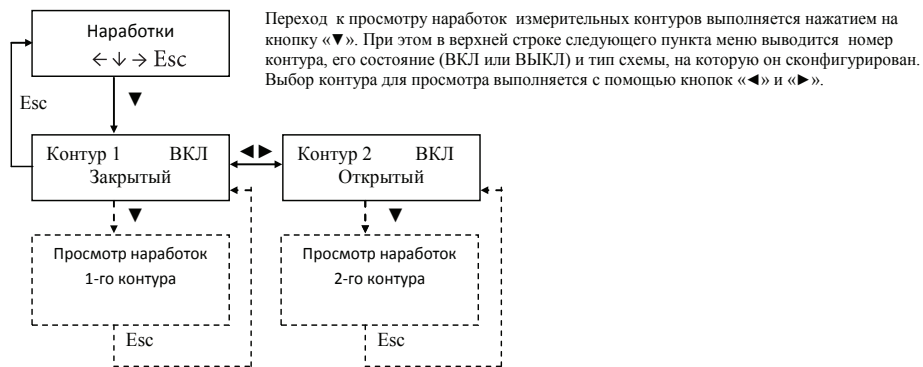 Наработки
← ↓ → Esc
Переход к просмотру наработок измерительных контуров выполняется нажатием на
кнопку «▼». При этом в верхней строке следующего пункта меню выводится номер
контура, его состояние (ВКЛ или ВЫКЛ) и тип схемы, на которую он сконфигурирован.
Выбор контура для просмотра выполняется с помощью кнопок «◄» и «►».
Esc
▼
Контур 1 ВКЛ
Закрытый
◄►
Контур 2 ВКЛ
Открытый
▼
▼
Просмотр наработок
1-го контура
Просмотр наработок
2-го контура
Esc
Esc